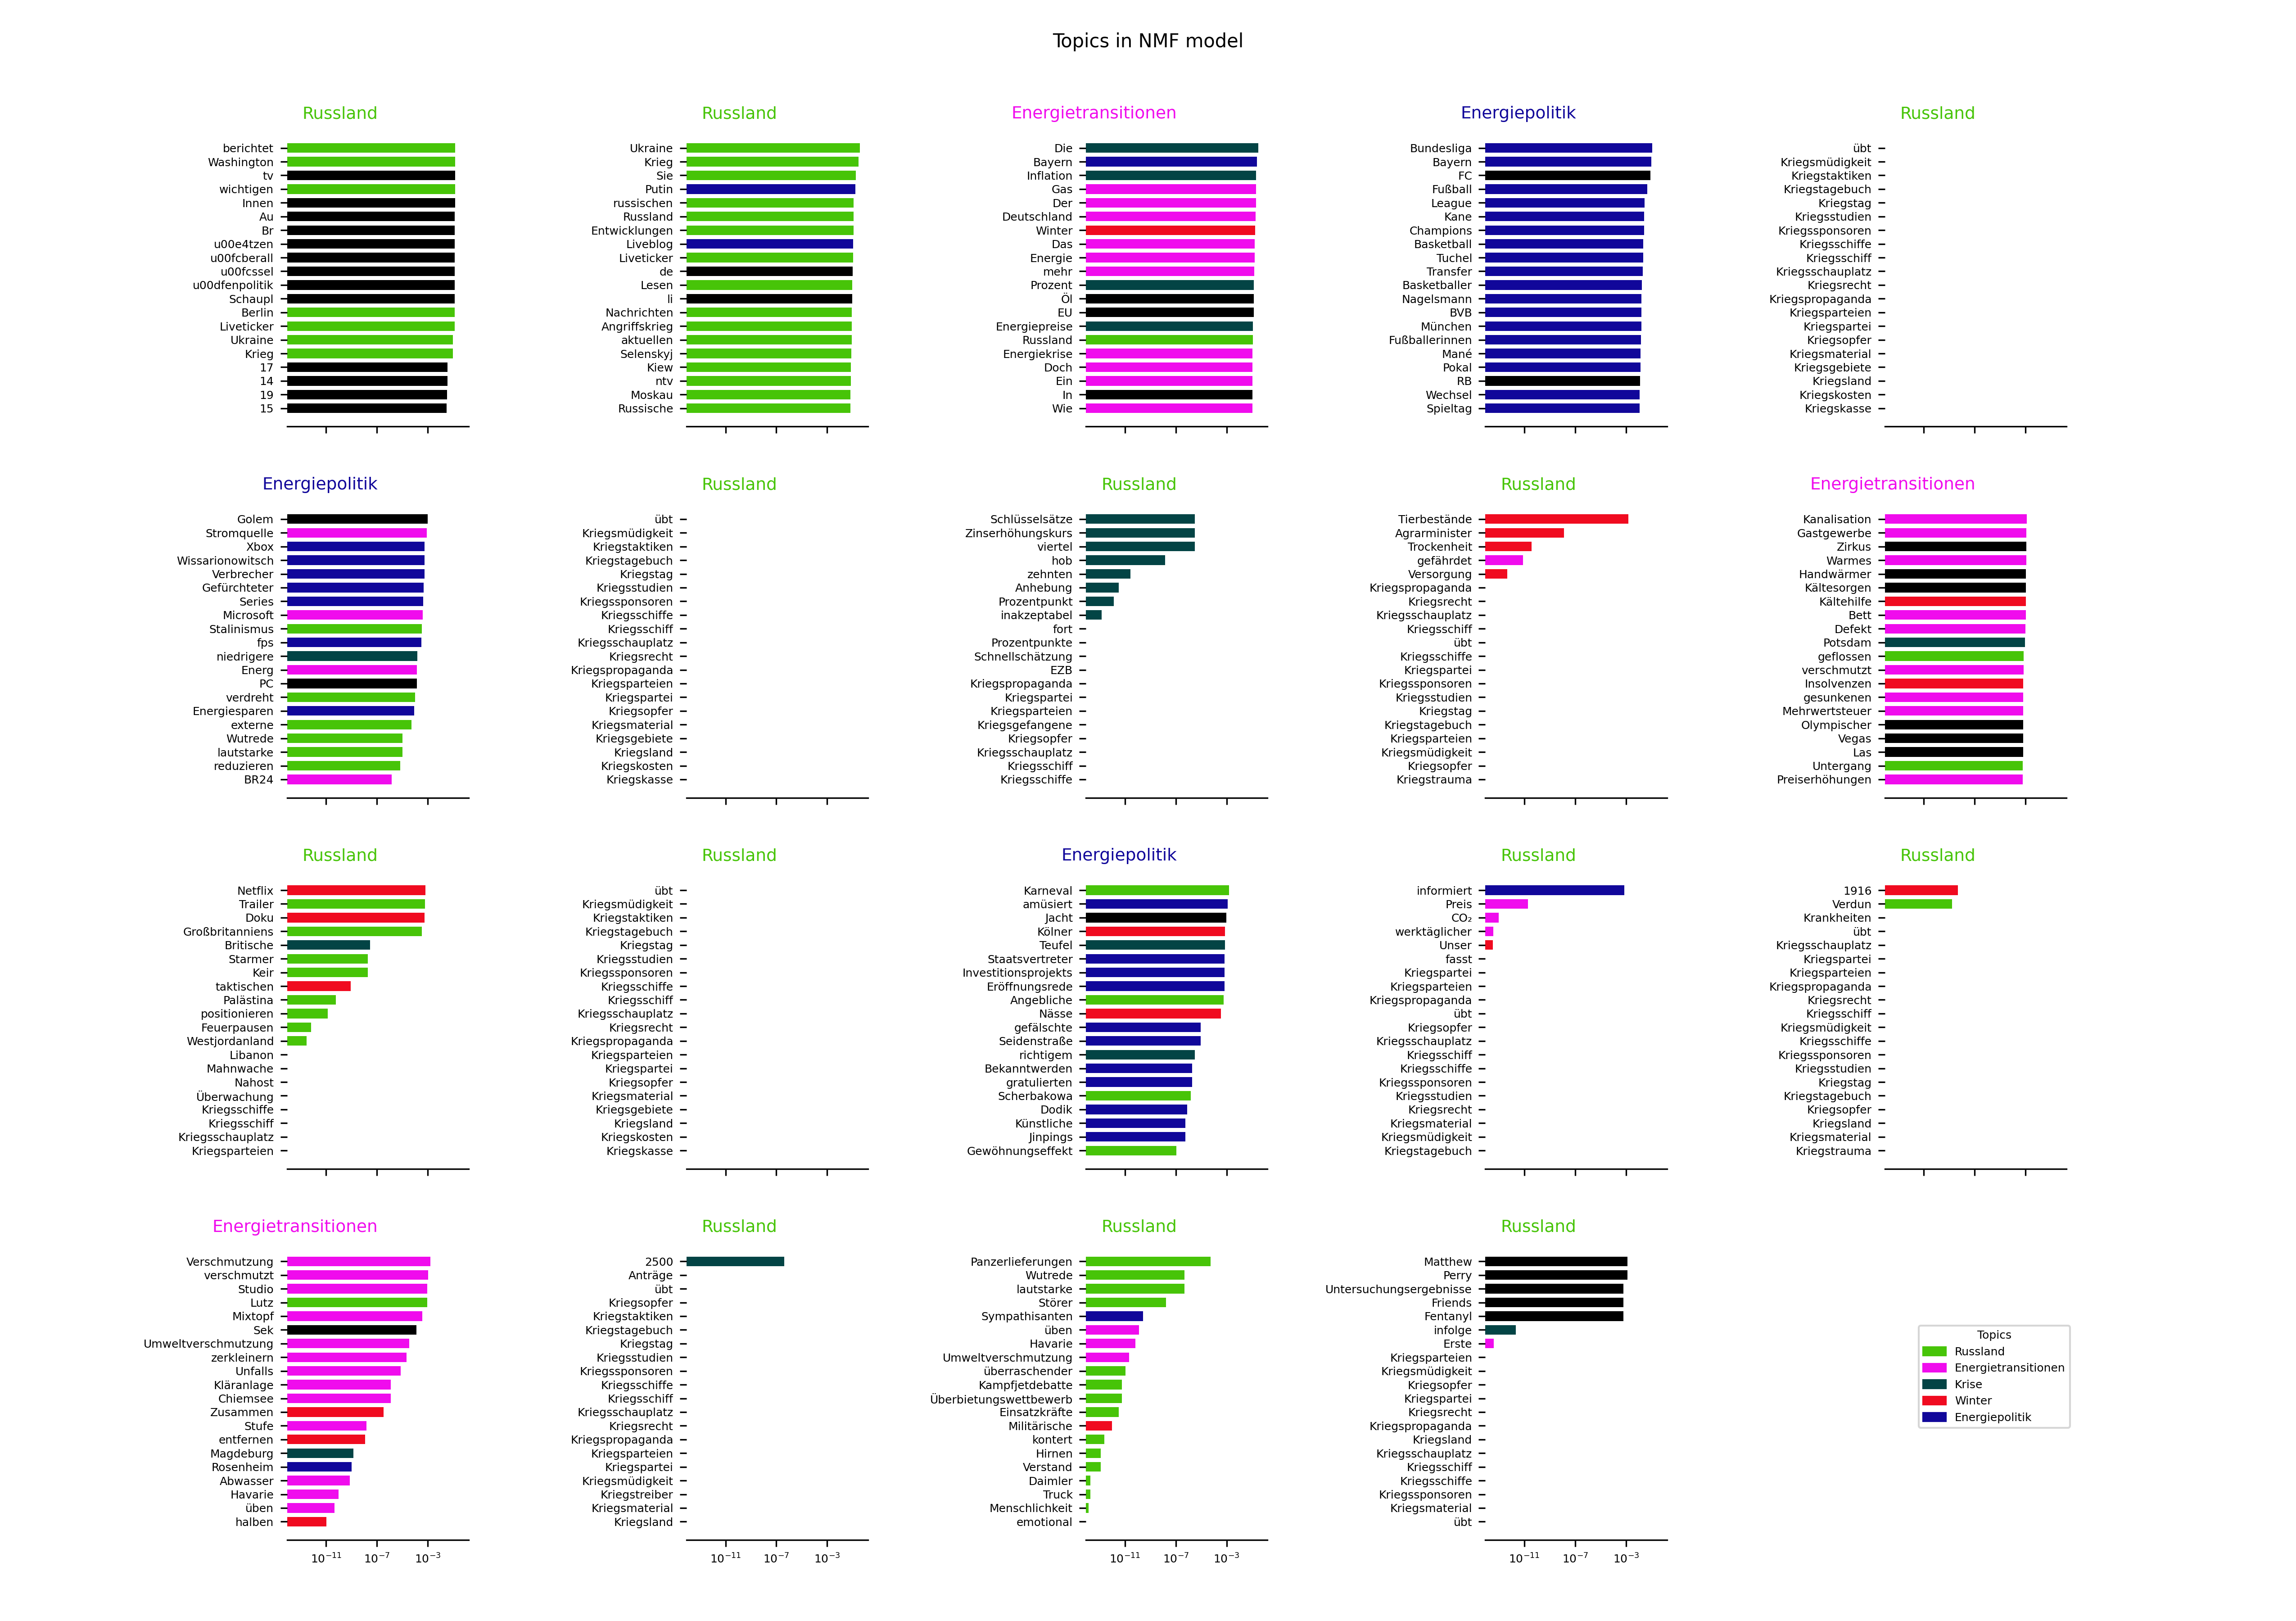 Topics in NMF model
Russland
berichtet
Washington
tv
wichtigen
Innen
Au
Br
u00e4tzen
u00fcberall
u00fcssel
u00dfenpolitik
Schaupl
Berlin
Liveticker
Ukraine
Krieg
17
14
19
15
Russland
Ukraine
Krieg
Sie
Putin
russischen
Russland
Entwicklungen
Liveblog
Liveticker
de
Lesen
li
Nachrichten
Angriffskrieg
aktuellen
Selenskyj
Kiew
ntv
Moskau
Russische
Energietransitionen
Die
Bayern
Inflation
Gas
Der
Deutschland
Winter
Das
Energie
mehr
Prozent
Öl
EU
Energiepreise
Russland
Energiekrise
Doch
Ein
In
Wie
Energiepolitik
Bundesliga
Bayern
FC
Fußball
League
Kane
Champions
Basketball
Tuchel
Transfer
Basketballer
Nagelsmann
BVB
München
Fußballerinnen
Mané
Pokal
RB
Wechsel
Spieltag
Russland
übt
Kriegsmüdigkeit
Kriegstaktiken
Kriegstagebuch
Kriegstag
Kriegsstudien
Kriegssponsoren
Kriegsschiffe
Kriegsschiff
Kriegsschauplatz
Kriegsrecht
Kriegspropaganda
Kriegsparteien
Kriegspartei
Kriegsopfer
Kriegsmaterial
Kriegsgebiete
Kriegsland
Kriegskosten
Kriegskasse
Energiepolitik
Golem
Stromquelle
Xbox
Wissarionowitsch
Verbrecher
Gefürchteter
Series
Microsoft
Stalinismus
fps
niedrigere
Energ
PC
verdreht
Energiesparen
externe
Wutrede
lautstarke
reduzieren
BR24
Russland
übt
Kriegsmüdigkeit
Kriegstaktiken
Kriegstagebuch
Kriegstag
Kriegsstudien
Kriegssponsoren
Kriegsschiffe
Kriegsschiff
Kriegsschauplatz
Kriegsrecht
Kriegspropaganda
Kriegsparteien
Kriegspartei
Kriegsopfer
Kriegsmaterial
Kriegsgebiete
Kriegsland
Kriegskosten
Kriegskasse
Russland
Schlüsselsätze
Zinserhöhungskurs
viertel
hob
zehnten
Anhebung
Prozentpunkt
inakzeptabel
fort
Prozentpunkte
Schnellschätzung
EZB
Kriegspropaganda
Kriegspartei
Kriegsparteien
Kriegsgefangene
Kriegsopfer
Kriegsschauplatz
Kriegsschiff
Kriegsschiffe
Russland
Tierbestände
Agrarminister
Trockenheit
gefährdet
Versorgung
Kriegspropaganda
Kriegsrecht
Kriegsschauplatz
Kriegsschiff
übt
Kriegsschiffe
Kriegspartei
Kriegssponsoren
Kriegsstudien
Kriegstag
Kriegstagebuch
Kriegsparteien
Kriegsmüdigkeit
Kriegsopfer
Kriegstrauma
Energietransitionen
Kanalisation
Gastgewerbe
Zirkus
Warmes
Handwärmer
Kältesorgen
Kältehilfe
Bett
Defekt
Potsdam
geflossen
verschmutzt
Insolvenzen
gesunkenen
Mehrwertsteuer
Olympischer
Vegas
Las
Untergang
Preiserhöhungen
Russland
Netflix
Trailer
Doku
Großbritanniens
Britische
Starmer
Keir
taktischen
Palästina
positionieren
Feuerpausen
Westjordanland
Libanon
Mahnwache
Nahost
Überwachung
Kriegsschiffe
Kriegsschiff
Kriegsschauplatz
Kriegsparteien
Russland
übt
Kriegsmüdigkeit
Kriegstaktiken
Kriegstagebuch
Kriegstag
Kriegsstudien
Kriegssponsoren
Kriegsschiffe
Kriegsschiff
Kriegsschauplatz
Kriegsrecht
Kriegspropaganda
Kriegsparteien
Kriegspartei
Kriegsopfer
Kriegsmaterial
Kriegsgebiete
Kriegsland
Kriegskosten
Kriegskasse
Energiepolitik
Karneval
amüsiert
Jacht
Kölner
Teufel
Staatsvertreter
Investitionsprojekts
Eröffnungsrede
Angebliche
Nässe
gefälschte
Seidenstraße
richtigem
Bekanntwerden
gratulierten
Scherbakowa
Dodik
Künstliche
Jinpings
Gewöhnungseffekt
Russland
informiert
Preis
CO₂
werktäglicher
Unser
fasst
Kriegspartei
Kriegsparteien
Kriegspropaganda
übt
Kriegsopfer
Kriegsschauplatz
Kriegsschiff
Kriegsschiffe
Kriegssponsoren
Kriegsstudien
Kriegsrecht
Kriegsmaterial
Kriegsmüdigkeit
Kriegstagebuch
Russland
1916
Verdun
Krankheiten
übt
Kriegsschauplatz
Kriegspartei
Kriegsparteien
Kriegspropaganda
Kriegsrecht
Kriegsschiff
Kriegsmüdigkeit
Kriegsschiffe
Kriegssponsoren
Kriegsstudien
Kriegstag
Kriegstagebuch
Kriegsopfer
Kriegsland
Kriegsmaterial
Kriegstrauma
Energietransitionen
Verschmutzung
verschmutzt
Studio
Lutz
Mixtopf
Sek
Umweltverschmutzung
zerkleinern
Unfalls
Kläranlage
Chiemsee
Zusammen
Stufe
entfernen
Magdeburg
Rosenheim
Abwasser
Havarie
üben
halben
10⁻¹¹ 10⁻⁷ 10⁻³
Russland
2500
Anträge
übt
Kriegsopfer
Kriegstaktiken
Kriegstagebuch
Kriegstag
Kriegsstudien
Kriegssponsoren
Kriegsschiffe
Kriegsschiff
Kriegsschauplatz
Kriegsrecht
Kriegspropaganda
Kriegsparteien
Kriegspartei
Kriegsmüdigkeit
Kriegstreiber
Kriegsmaterial
Kriegsland
10⁻¹¹ 10⁻⁷ 10⁻³
Russland
Panzerlieferungen
Wutrede
lautstarke
Störer
Sympathisanten
üben
Havarie
Umweltverschmutzung
überraschender
Kampfjetdebatte
Überbietungswettbewerb
Einsatzkräfte
Militärische
kontert
Hirnen
Verstand
Daimler
Truck
Menschlichkeit
emotional
10⁻¹¹ 10⁻⁷ 10⁻³
Russland
Matthew
Perry
Untersuchungsergebnisse
Friends
Fentanyl
infolge
Erste
Kriegsparteien
Kriegsmüdigkeit
Kriegsopfer
Kriegspartei
Kriegsrecht
Kriegspropaganda
Kriegsland
Kriegsschauplatz
Kriegsschiff
Kriegsschiffe
Kriegssponsoren
Kriegsmaterial
übt
10⁻¹¹ 10⁻⁷ 10⁻³
Topics
Russland
Energietransitionen
Krise
Winter
Energiepolitik